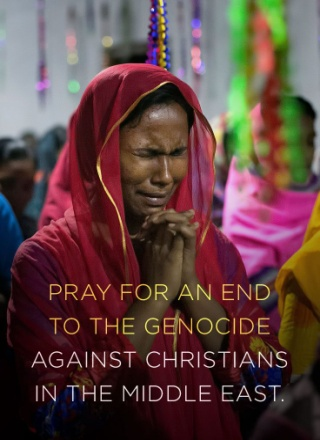 PRAY FOR AN END
TO THE GENOCIDE
AGAINST CHRISTIANS
IN THE MIDDLE EAST.